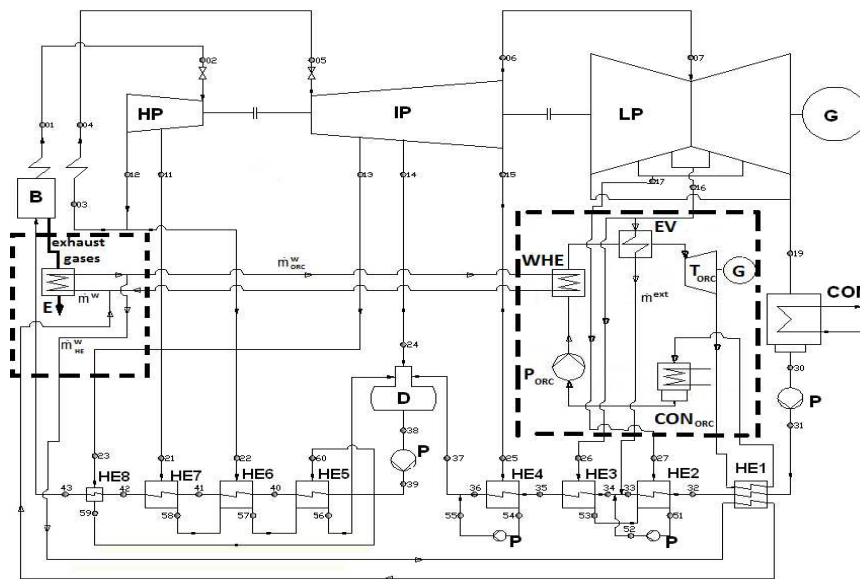 02
05
06
07
01
04
HP
IP
LP
G
12
11
13
14
15
17
16
B
03
EV
exhaust
gases
ṁ^W_ORC
WHE
T_ORC
G
19
E
ṁ^W
ṁ^ext
CON
ṁ^W_HE
P_ORC
24
30
CON_ORC
P
D
31
38
P
23
21
22
60
37
25
26
27
39
HE8
HE7
HE6
HE5
HE4
HE3
HE2
HE1
43
42
41
40
36
35
34
33
32
59
58
57
56
55
54
53
52
51
P
P